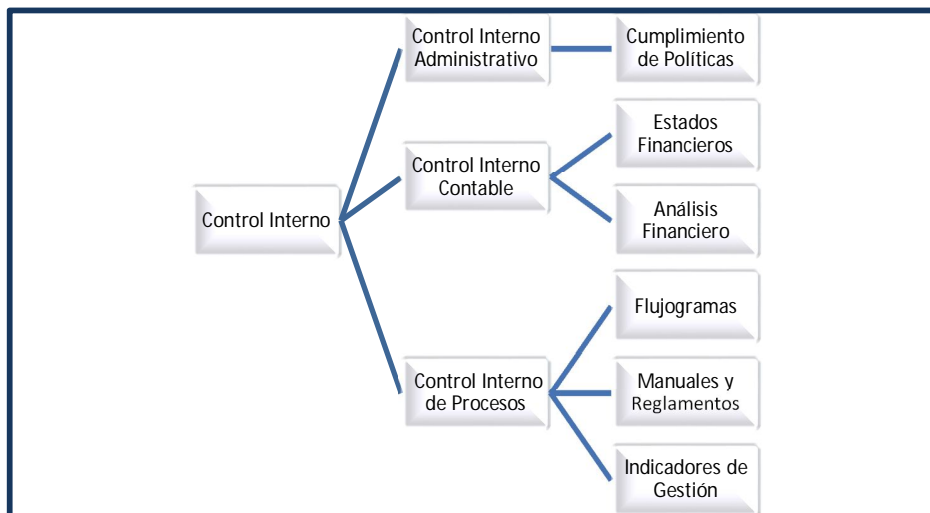 Control Interno
Control Interno
Administrativo
Cumplimiento
de Políticas
Control Interno
Contable
Estados
Financieros
Análisis
Financiero
Control Interno
de Procesos
Flujogramas
Manuales y
Reglamentos
Indicadores de
Gestión